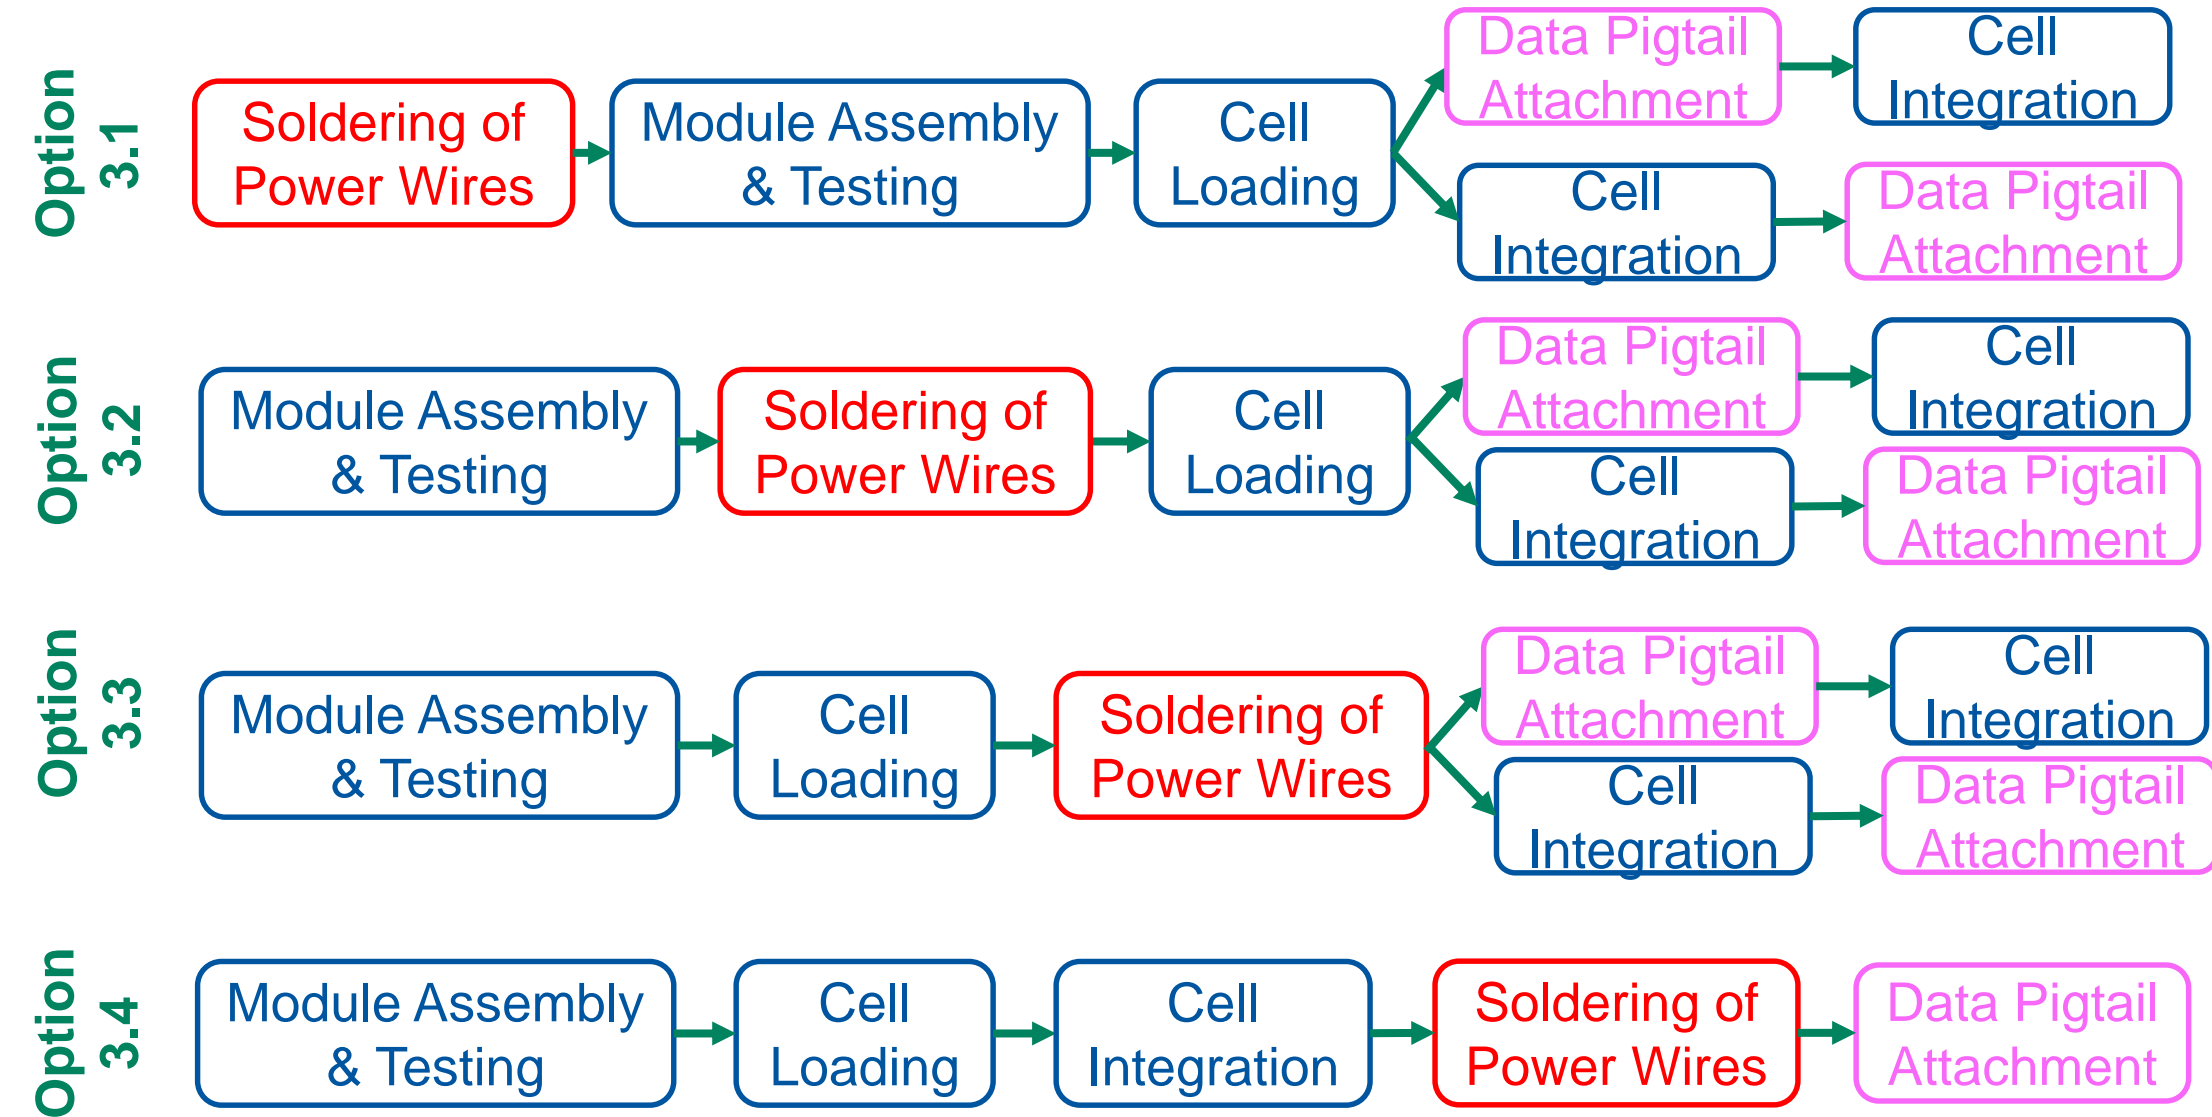 Option
3.1
Soldering of
Power Wires
Module Assembly
& Testing
Cell
Loading
Data Pigtail
Attachment
Cell
Integration
Cell
Integration
Data Pigtail
Attachment
Option
3.2
Module Assembly
& Testing
Soldering of
Power Wires
Cell
Loading
Data Pigtail
Attachment
Cell
Integration
Cell
Integration
Data Pigtail
Attachment
Option
3.3
Module Assembly
& Testing
Cell
Loading
Soldering of
Power Wires
Data Pigtail
Attachment
Cell
Integration
Cell
Integration
Data Pigtail
Attachment
Option
3.4
Module Assembly
& Testing
Cell
Loading
Cell
Integration
Soldering of
Power Wires
Data Pigtail
Attachment